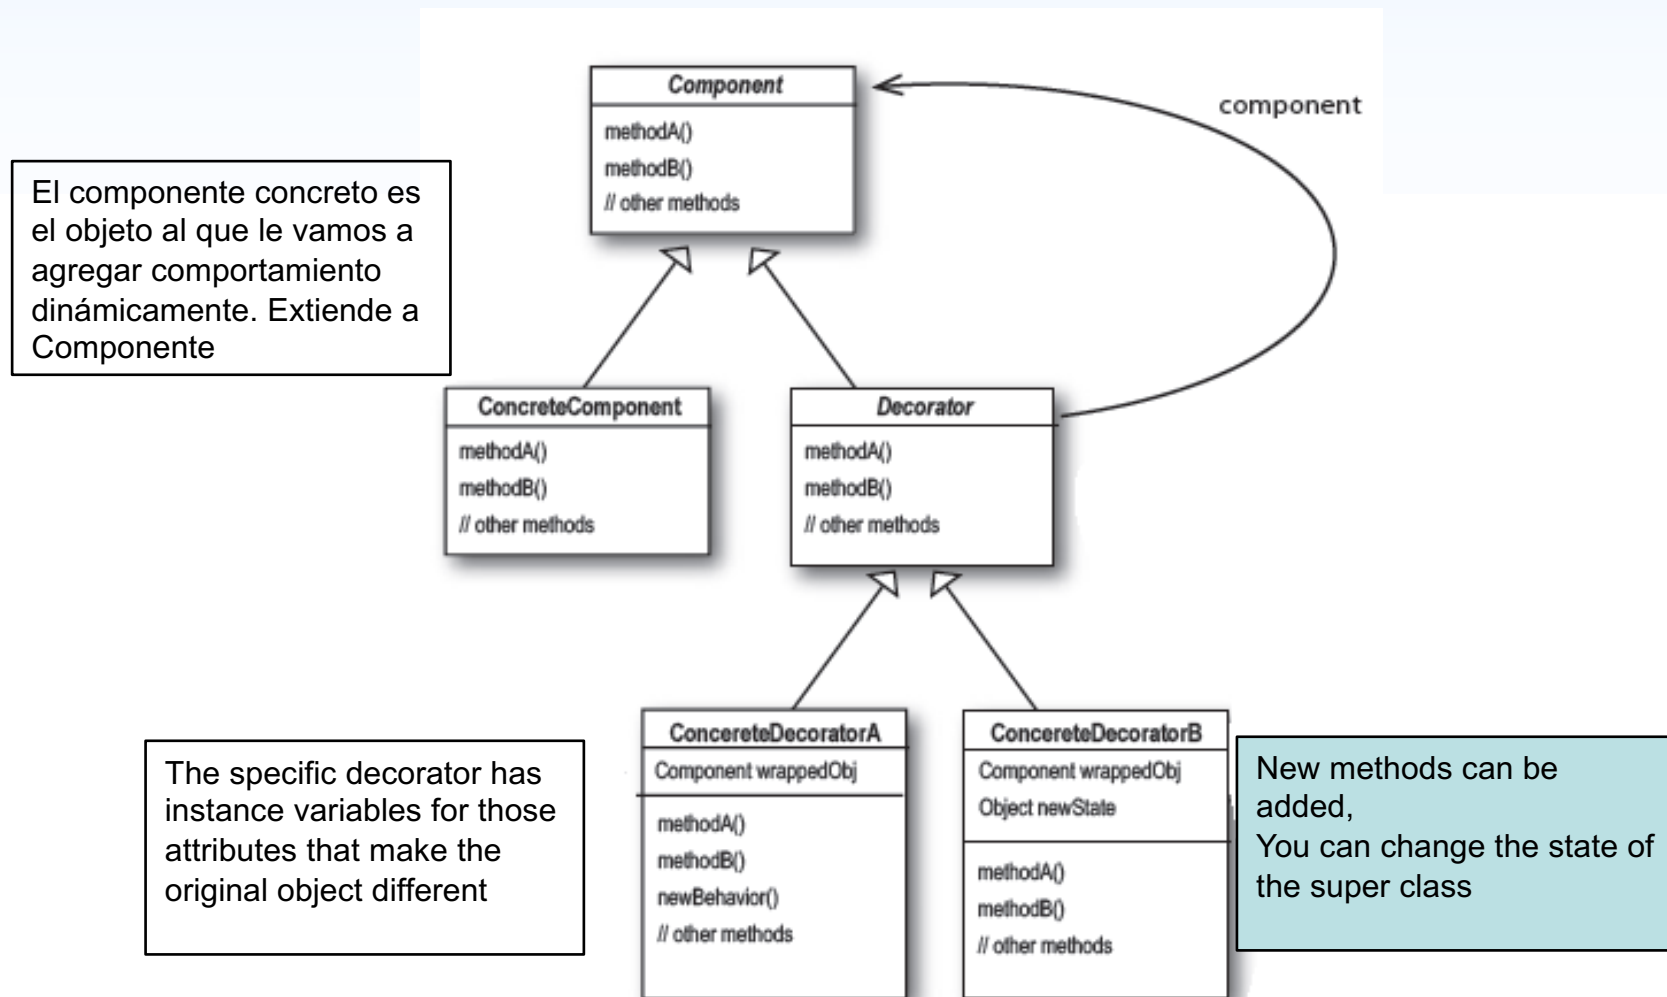 Component
methodA()
methodB()
// other methods
component
El componente concreto es
el objeto al que le vamos a
agregar comportamiento
dinámicamente. Extiende a
Componente
ConcreteComponent
methodA()
methodB()
// other methods
Decorator
methodA()
methodB()
// other methods
ConcereteDecoratorA
Component wrappedObj
methodA()
methodB()
newBehavior()
// other methods
ConcereteDecoratorB
Component wrappedObj
Object newState
methodA()
methodB()
// other methods
The specific decorator has
instance variables for those
attributes that make the
original object different
New methods can be
added,
You can change the state of
the super class